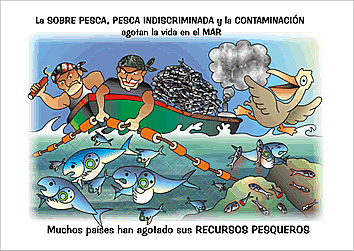 La SOBRE PESCA, PESCA INDISCRIMINADA y la CONTAMINACIÓN
agotan la vida en el MAR
Muchos países han agotado sus RECURSOS PESQUEROS